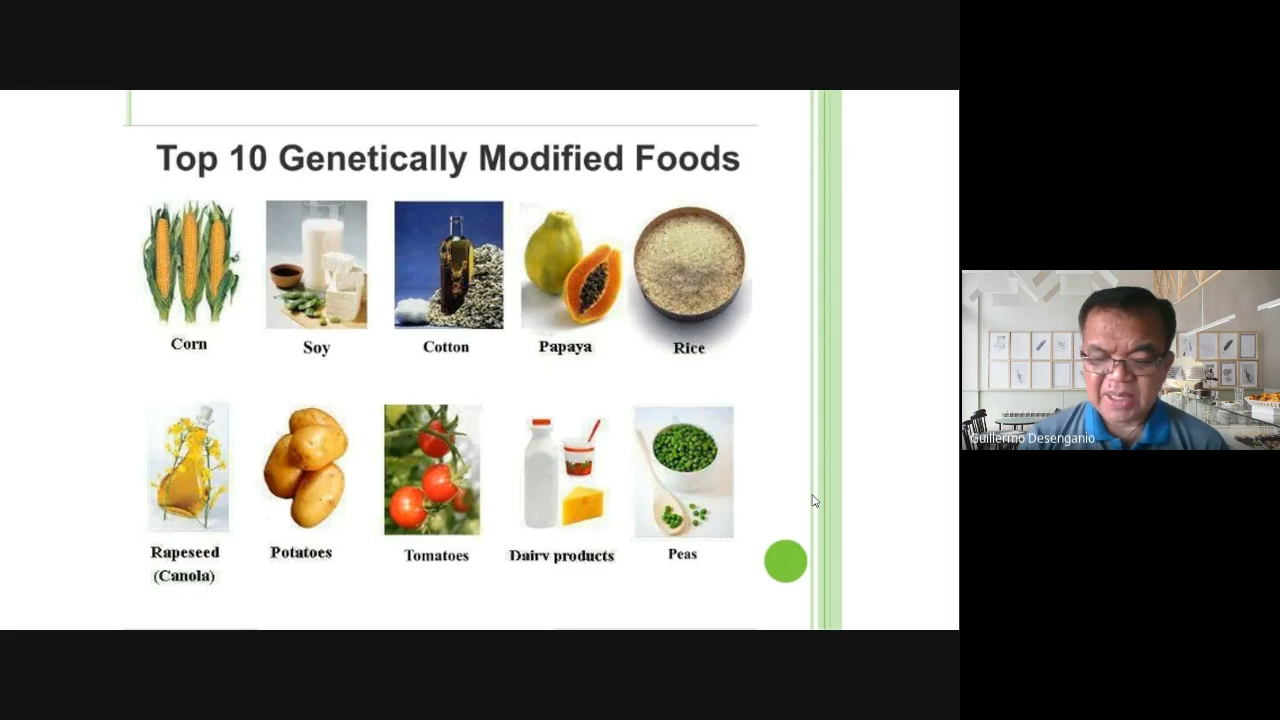 Top 10 Genetically Modified Foods
Corn
Soy
Cotton
Papaya
Rice
Rapeseed
(Canola)
Potatoes
Tomatoes
Dairy products
Peas
Guillermo Desenganio